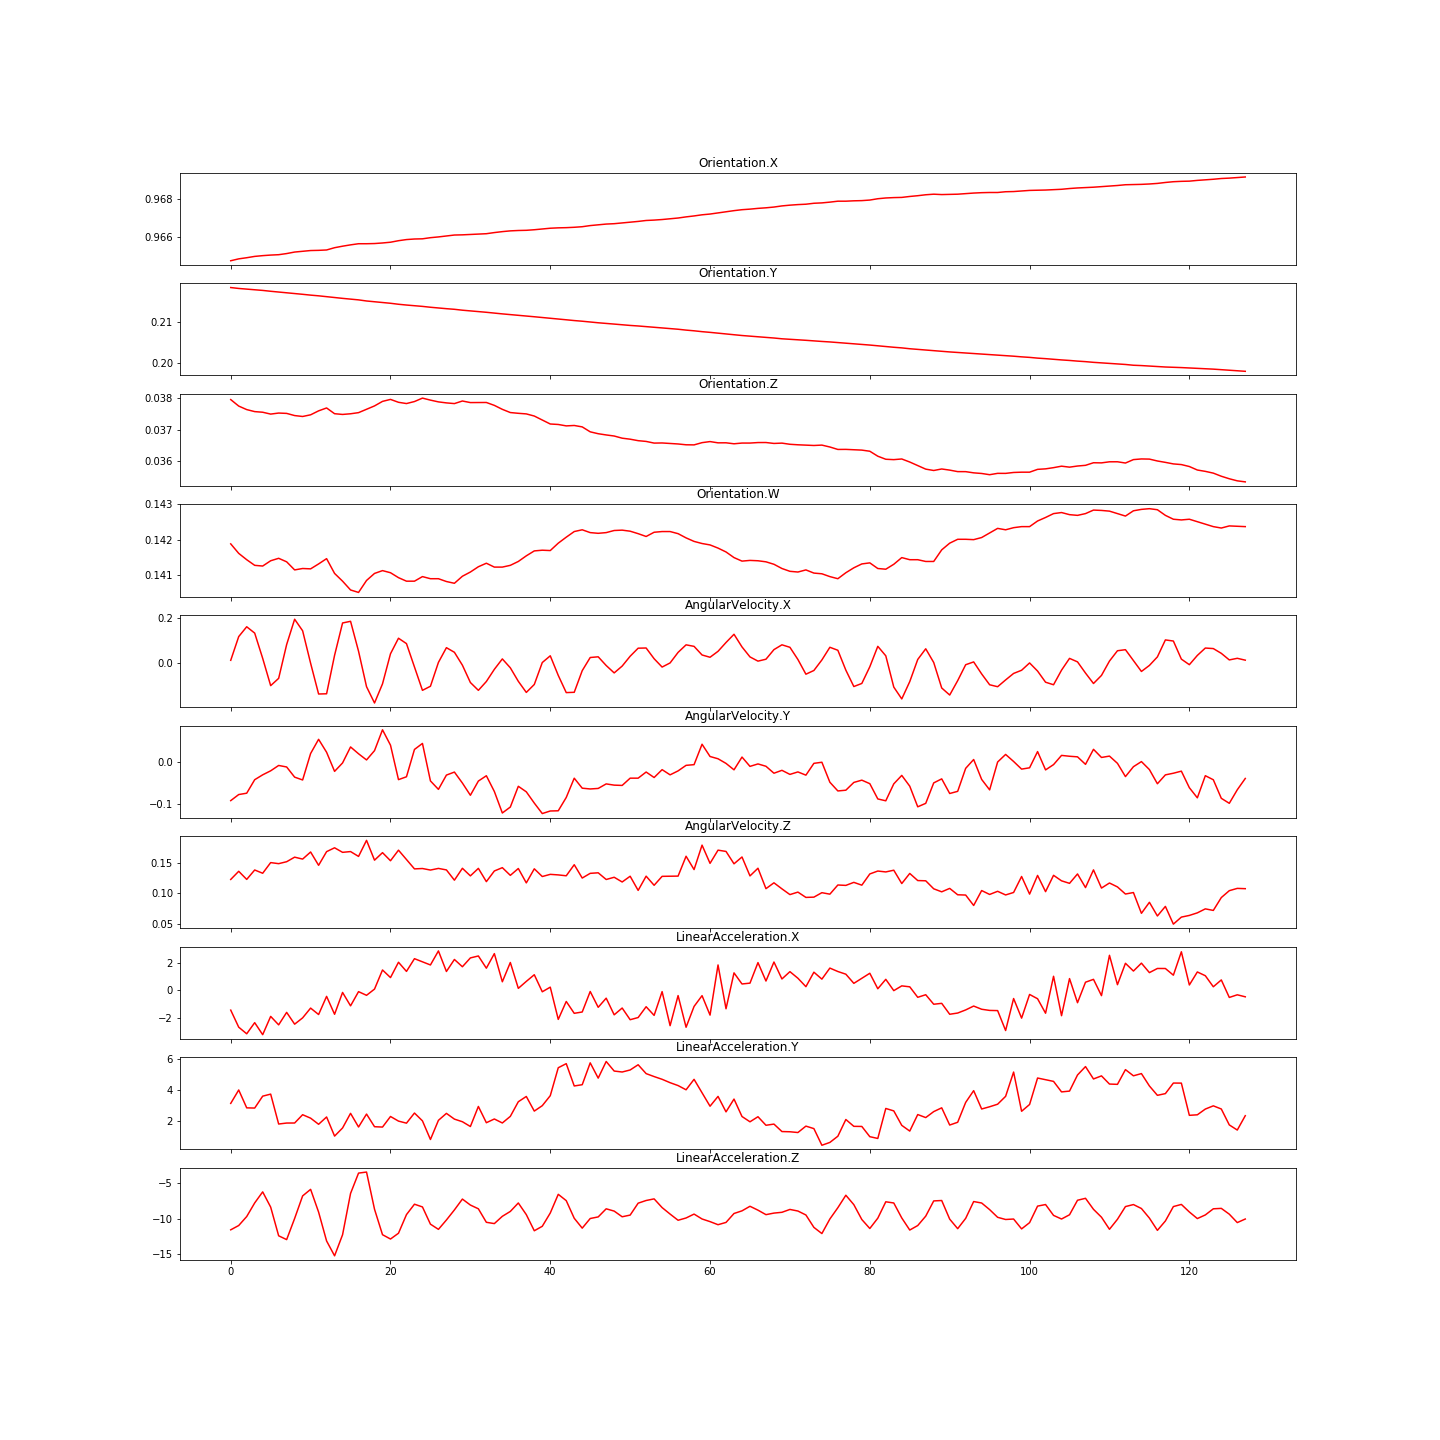 Orientation.X
0.968
0.966
Orientation.Y
0.21
0.20
Orientation.Z
0.038
0.037
0.036
Orientation.W
0.143
0.142
0.141
AngularVelocity.X
0.2
0.0
AngularVelocity.Y
0.0
−0.1
AngularVelocity.Z
0.15
0.10
0.05
LinearAcceleration.X
2
0
−2
LinearAcceleration.Y
6
4
2
LinearAcceleration.Z
−5
−10
−15
0 20 40 60 80 100 120